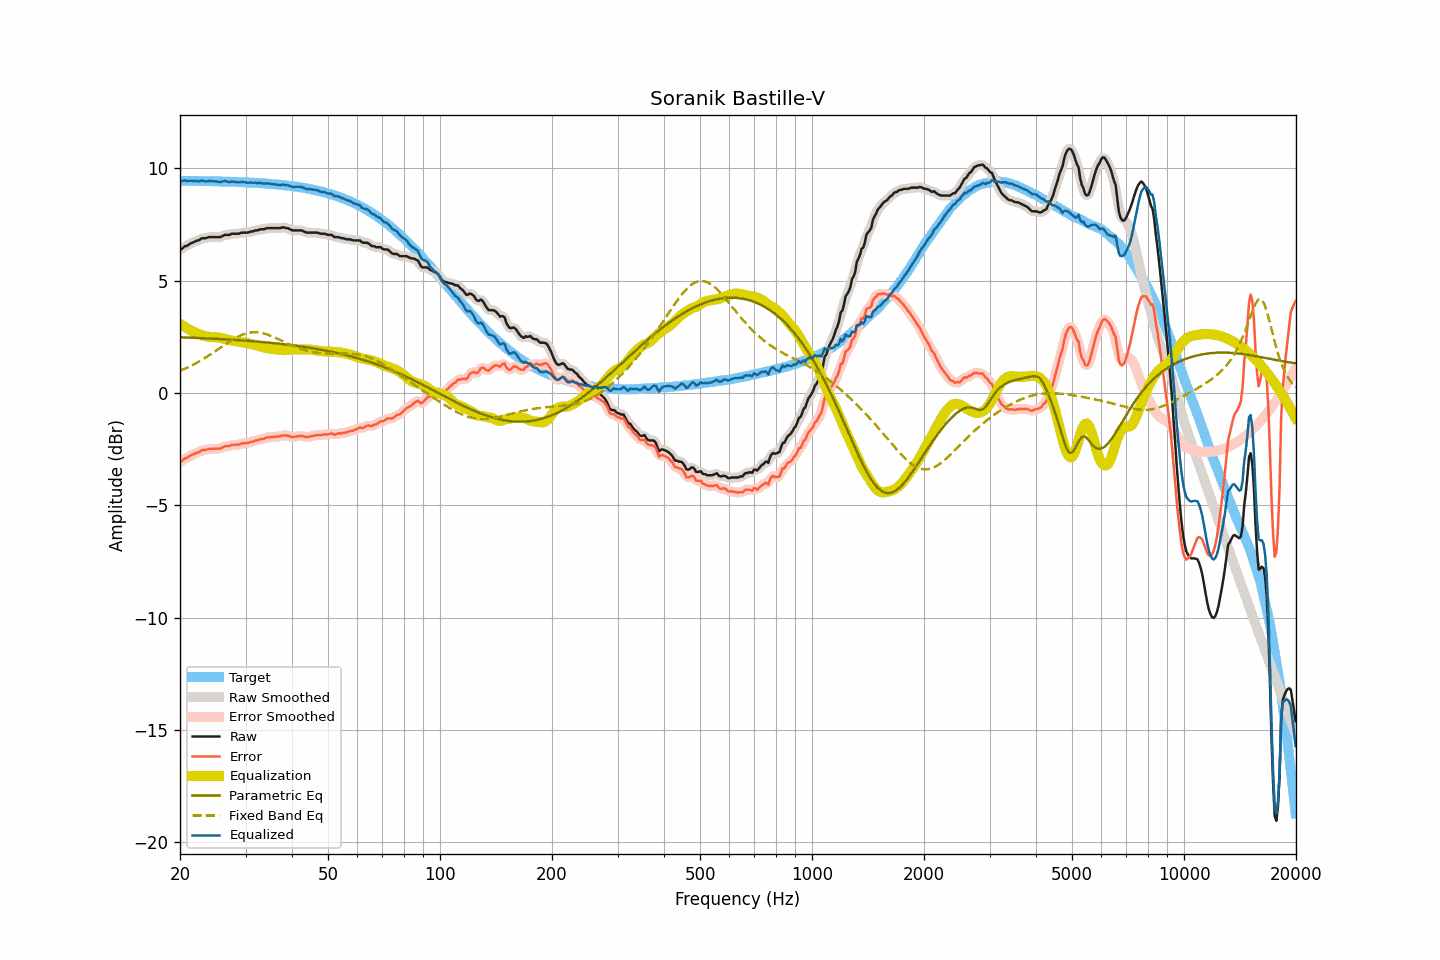 Soranik Bastille-V
Amplitude (dBr)
10
5
0
−5
−10
−15
−20
Target
Raw Smoothed
Error Smoothed
Raw
Error
Equalization
Parametric Eq
Fixed Band Eq
Equalized
20 50 100 200 500 1000 2000 5000 10000 20000
Frequency (Hz)